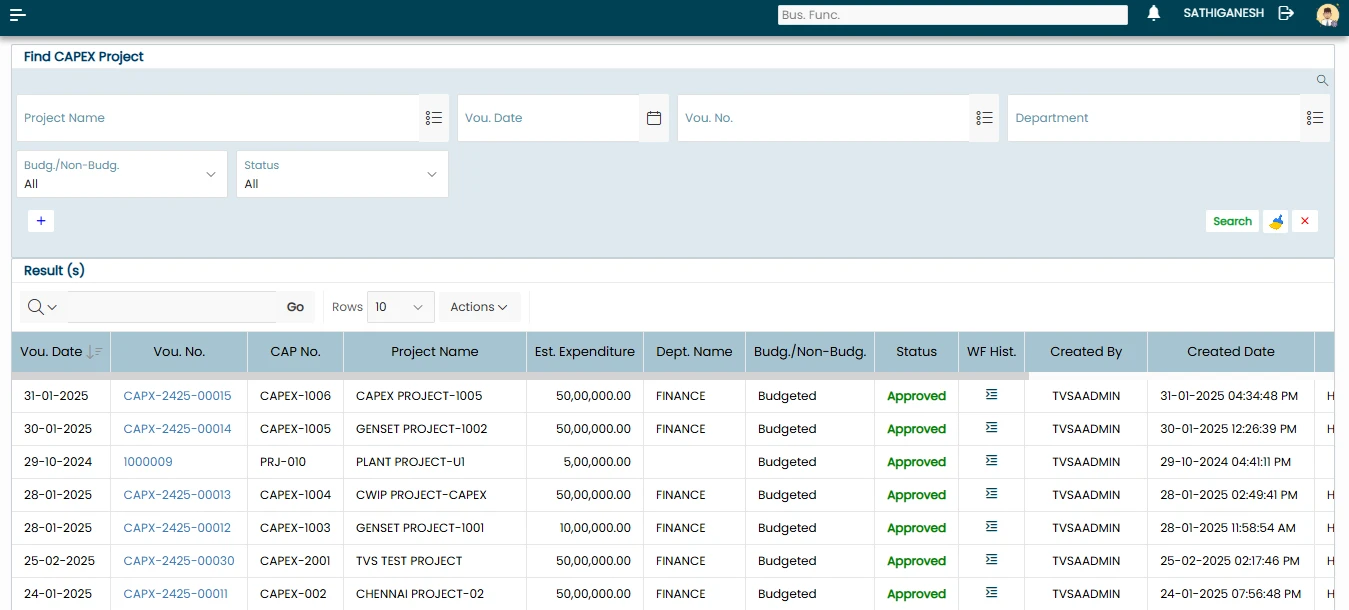 Bus. Func. SATHIGANESH
Find CAPEX Project
Project Name Vou. Date Vou. No. Department
Budg./Non-Budg. Status
All All
+ Search ×
Result (s)
Go Rows 10 Actions
Vou. Date Vou. No. CAP No. Project Name Est. Expenditure Dept. Name Budg./Non-Budg. Status WF Hist. Created By Created Date
31-01-2025 CAPX-2425-00015 CAPEX-1006 CAPEX PROJECT-1005 50,00,000.00 FINANCE Budgeted Approved TVSAADMIN 31-01-2025 04:34:48 PM H
30-01-2025 CAPX-2425-00014 CAPEX-1005 GENSET PROJECT-1002 50,00,000.00 FINANCE Budgeted Approved TVSAADMIN 30-01-2025 12:26:39 PM H
29-10-2024 1000009 PRJ-010 PLANT PROJECT-U1 5,00,000.00 Budgeted Approved TVSAADMIN 29-10-2024 04:41:11 PM
28-01-2025 CAPX-2425-00013 CAPEX-1004 CWIP PROJECT-CAPEX 50,00,000.00 FINANCE Budgeted Approved TVSAADMIN 28-01-2025 02:49:41 PM H
28-01-2025 CAPX-2425-00012 CAPEX-1003 GENSET PROJECT-1001 10,00,000.00 FINANCE Budgeted Approved TVSAADMIN 28-01-2025 11:58:54 AM H
25-02-2025 CAPX-2425-00030 CAPEX-2001 TVS TEST PROJECT 50,00,000.00 FINANCE Budgeted Approved TVSAADMIN 25-02-2025 02:17:46 PM H
24-01-2025 CAPX-2425-00011 CAPEX-002 CHENNAI PROJECT-02 50,00,000.00 FINANCE Budgeted Approved TVSAADMIN 24-01-2025 07:56:48 PM H